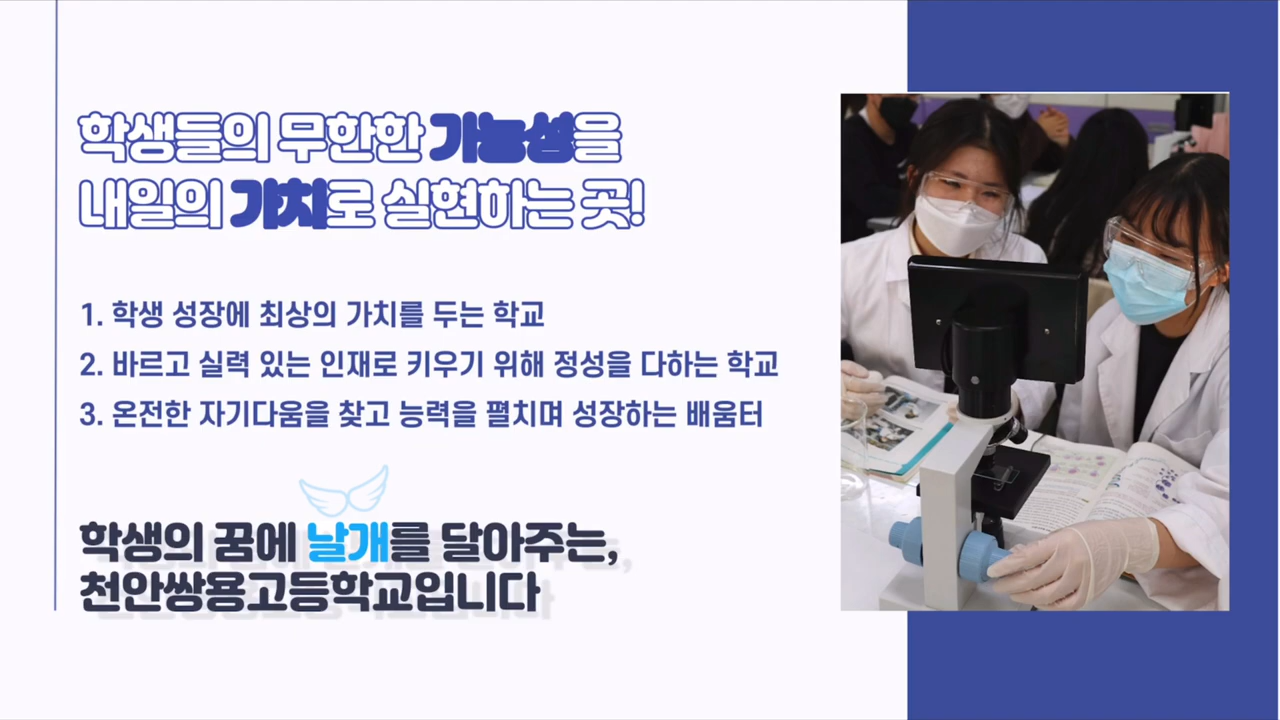 학생들의 무한한 가능성을
내일의 가치로 실현하는 곳!
1. 학생 성장에 최상의 가치를 두는 학교
2. 바르고 실력 있는 인재로 키우기 위해 정성을 다하는 학교
3. 온전한 자기다움을 찾고 능력을 펼치며 성장하는 배움터
학생의 꿈에 날개를 달아주는,
천안쌍용고등학교입니다